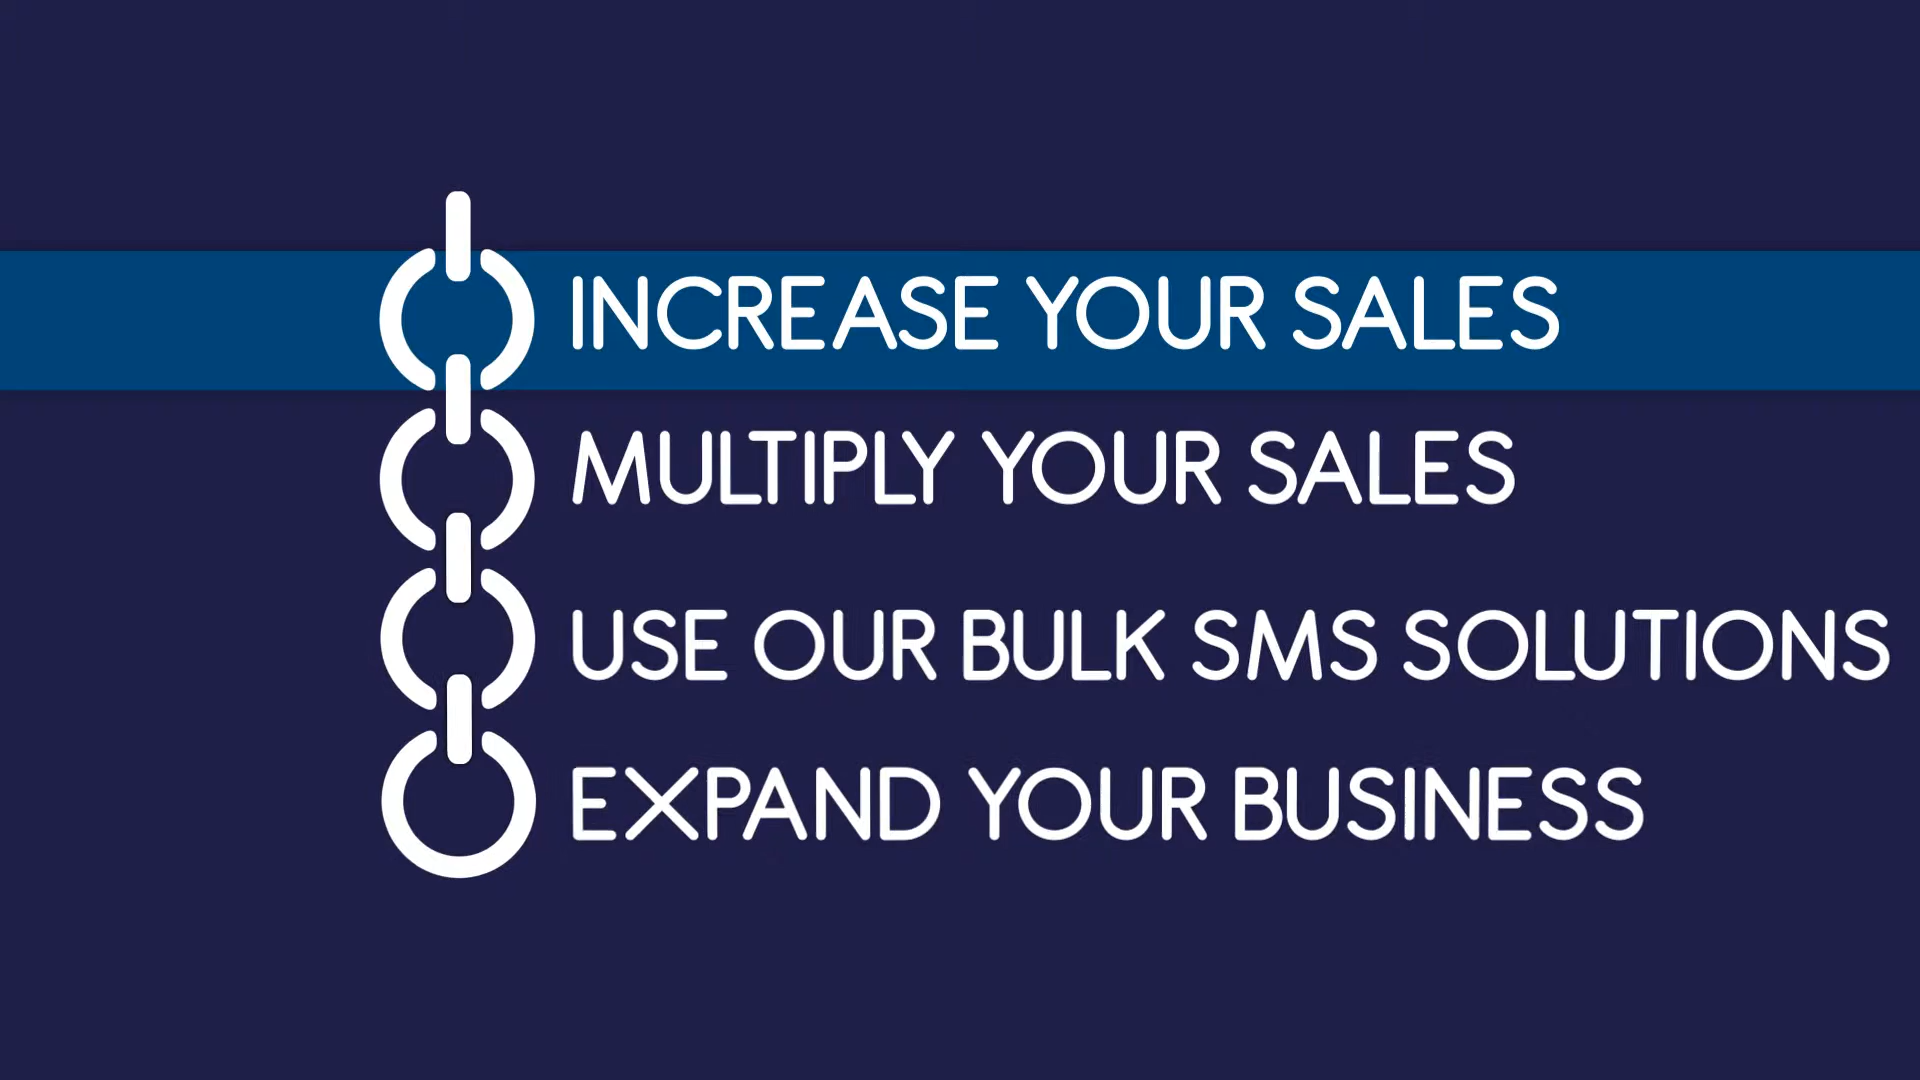 INCREASE YOUR SALES
MULTIPLY YOUR SALES
USE OUR BULK SMS SOLUTIONS
EXPAND YOUR BUSINESS